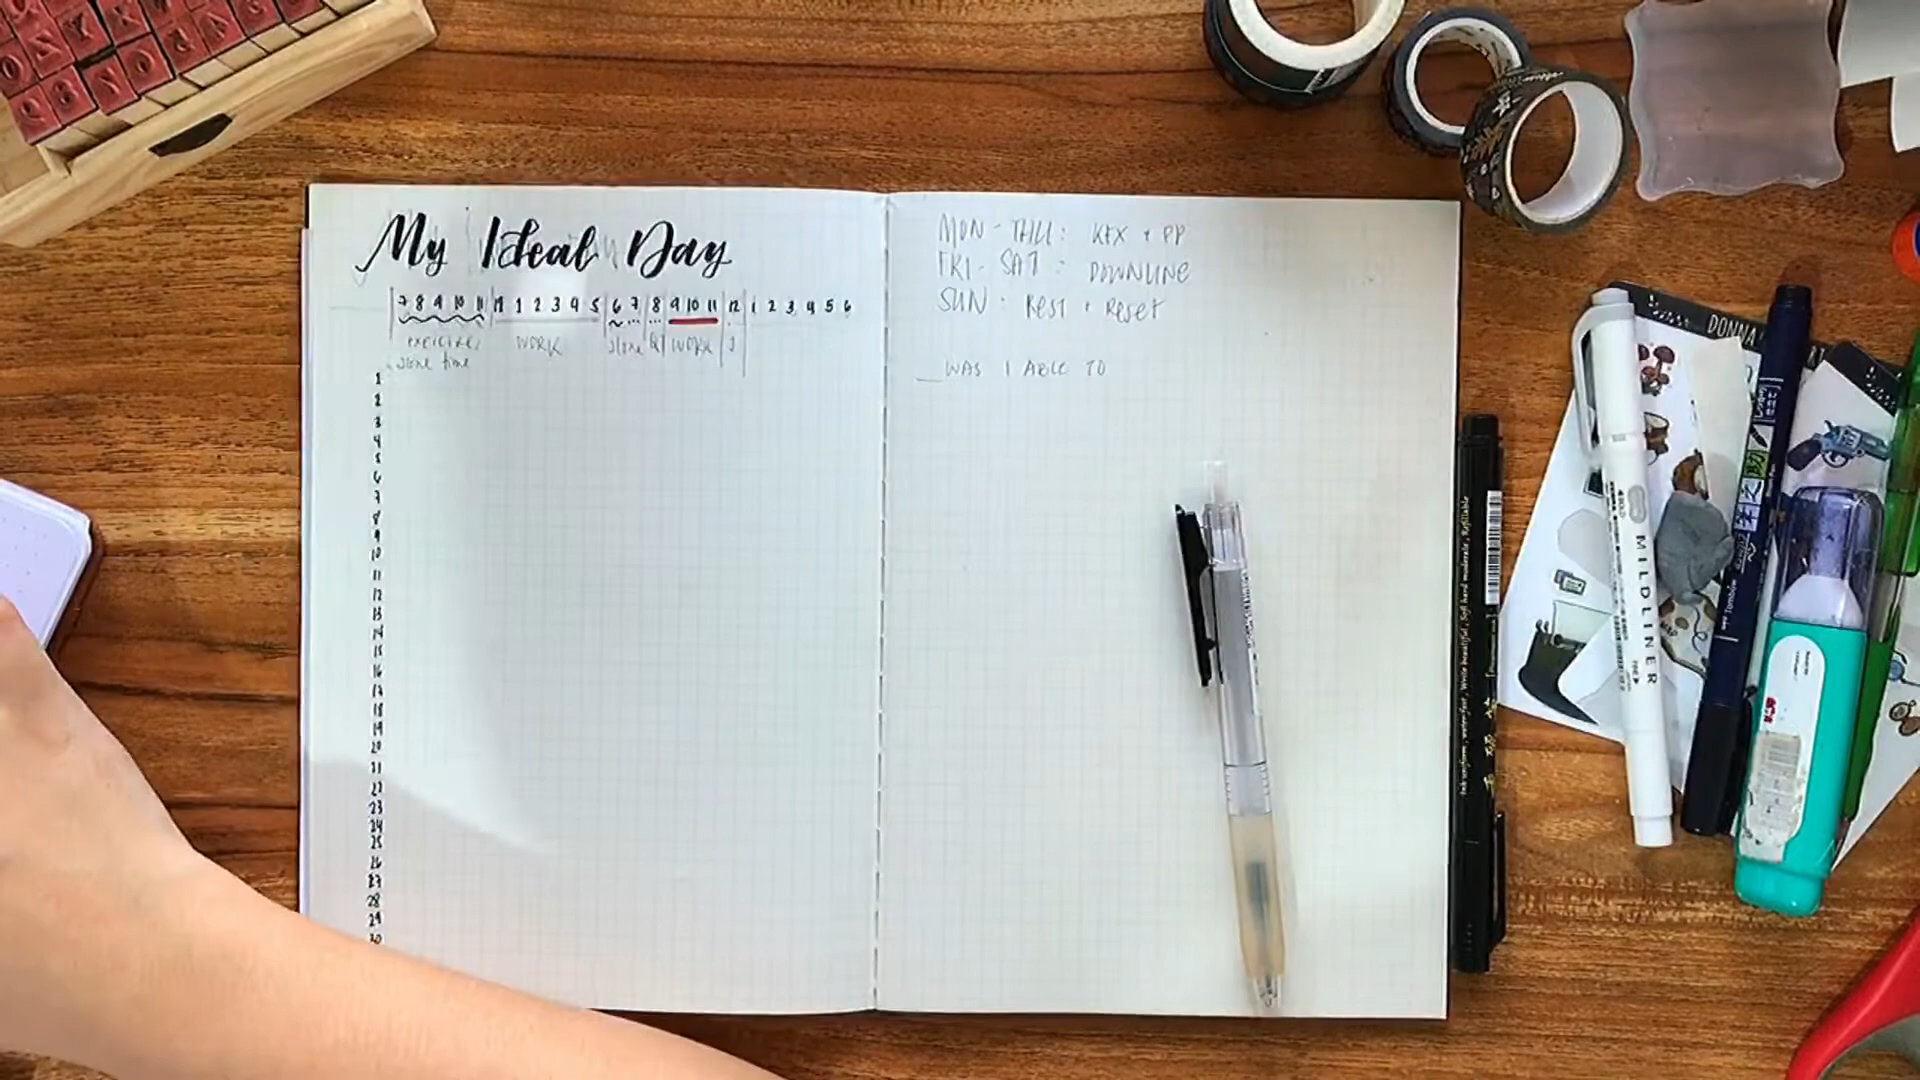 My Ideal Day
7 8 9 10 11 12 1 2 3 4 5 6 7 8 9 10 11 12 1 2 3 4 5 6
WORK WORK
alone time
1
2
3
4
5
6
7
8
9
10
11
12
13
14
15
16
17
18
19
20
21
22
23
24
25
26
27
28
29
30
MON - THU: KFX + PP
FRI - SAT : DOWNLINE
SUN : REST + RESET
WAS I ABLE TO
DONNA
MILDLINER
Tombow